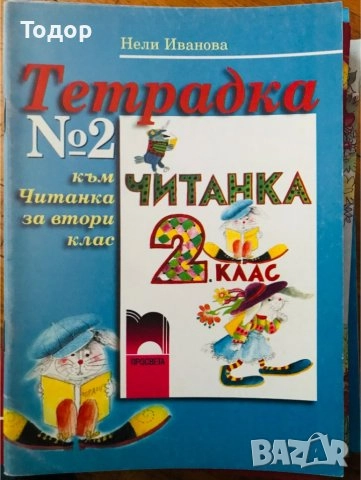 Тодор
Нели Иванова
Тетрадка
№2
към
Читанка
за втори
клас
ЧИТАНКА
2. КЛАС
ПРОСВЕТА
BAZAR